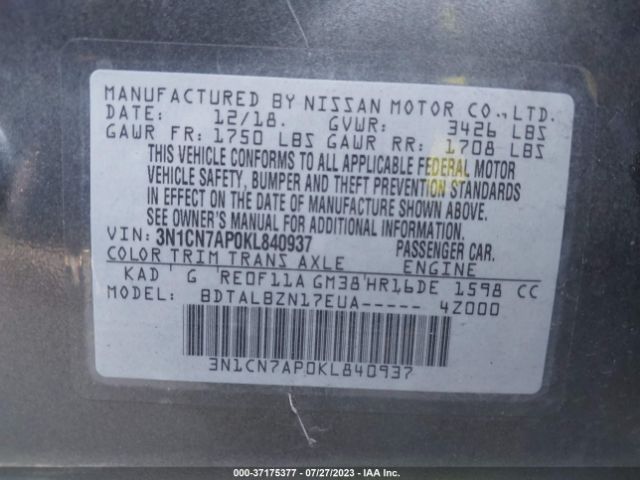 MANUFACTURED BY NISSAN MOTOR CO.,LTD.
DATE: 12/18. GVWR: 3426 LBS
GAWR FR: 1750 LBS GAWR RR: 1708 LBS
THIS VEHICLE CONFORMS TO ALL APPLICABLE FEDERAL MOTOR
VEHICLE SAFETY, BUMPER AND THEFT PREVENTION STANDARDS
IN EFFECT ON THE DATE OF MANUFACTURE SHOWN ABOVE.
SEE OWNER'S MANUAL FOR ADDITIONAL INFORMATION.
VIN: 3N1CN7AP0KL840937 PASSENGER CAR.
COLOR TRIM TRANS AXLE ENGINE
KAD G RE0F11A GM38 HR16DE 1598 CC
MODEL: BDTALBZN17EUA----- 4Z000
3N1CN7AP0KL840937
© IAA - 37175377 - 07/27/2023 - IAAI.com